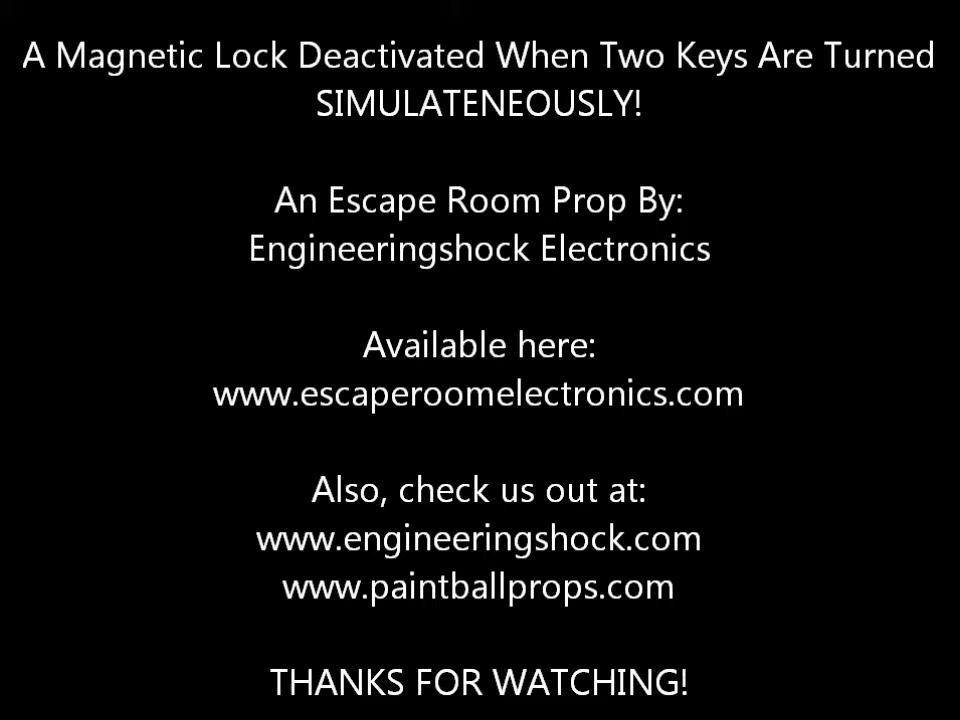 A Magnetic Lock Deactivated When Two Keys Are Turned
SIMULATENEOUSLY!
An Escape Room Prop By:
Engineeringshock Electronics
Available here:
www.escaperoomelectronics.com
Also, check us out at:
www.engineeringshock.com
www.paintballprops.com
THANKS FOR WATCHING!